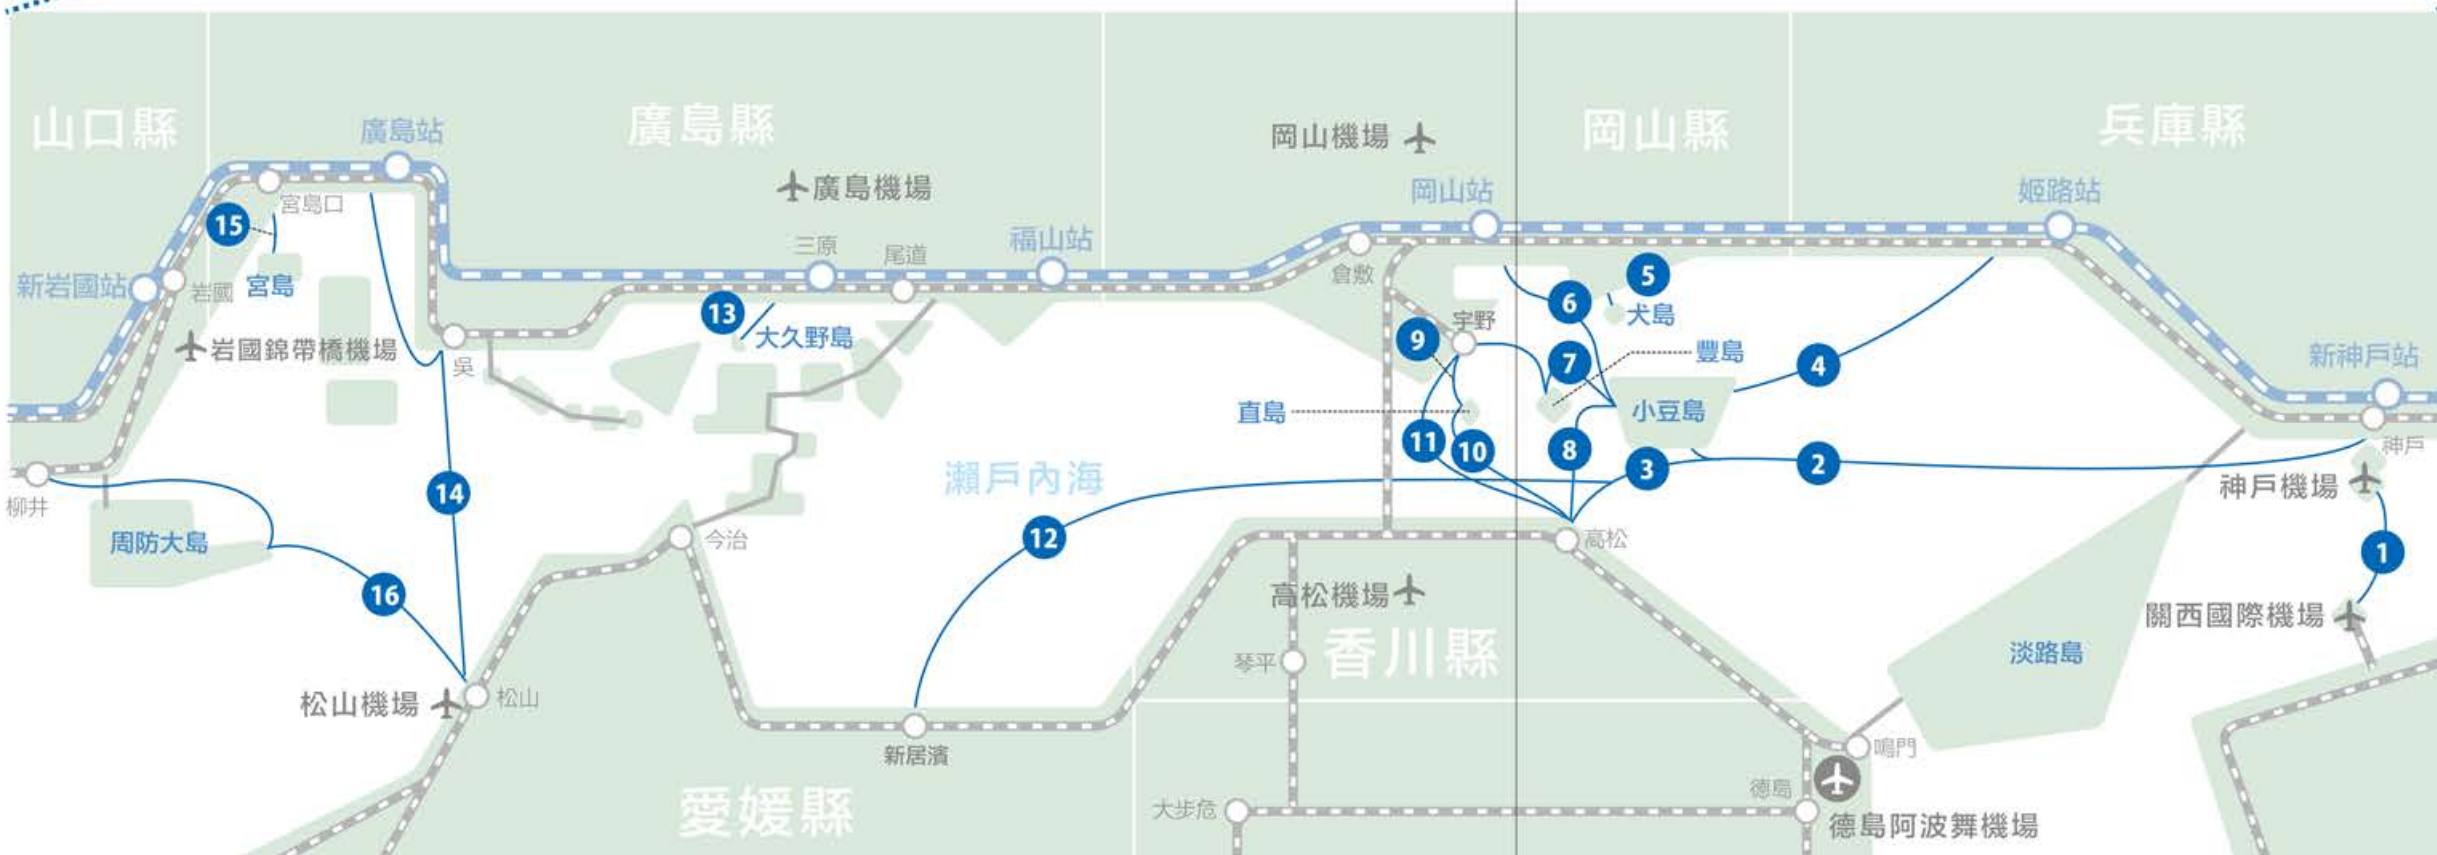 山口縣
廣島縣
岡山縣
兵庫縣
廣島站
岡山機場
廣島機場
岡山站
姬路站
宮島口
15
三原
尾道
福山站
倉敷
新岩國站
岩國
宮島
岩國錦帶橋機場
13
大久野島
吳
5
6
犬島
宇野
9
7
豐島
4
新神戶站
直島
小豆島
11
10
8
3
2
神戶
神戶機場
瀨戶內海
14
柳井
周防大島
今治
12
高松
1
16
高松機場
關西國際機場
琴平
香川縣
淡路島
松山機場
松山
新居濱
鳴門
愛媛縣
大步危
德島
德島阿波舞機場